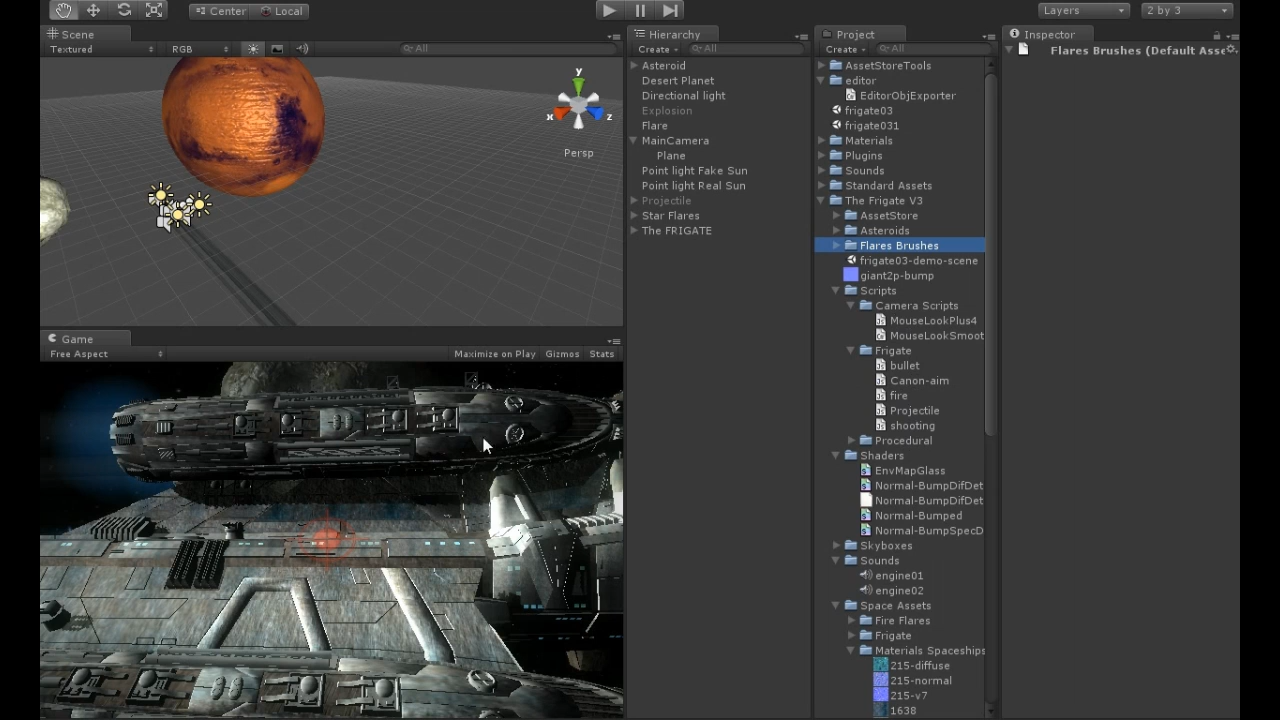 Center
Local
Layers
2 by 3
Scene
Textured
RGB
All
y
x
z
Persp
Game
Free Aspect
Maximize on Play
Gizmos
Stats
Hierarchy
Create
All
Asteroid
Desert Planet
Directional light
Explosion
Flare
MainCamera
Plane
Point light Fake Sun
Point light Real Sun
Projectile
Star Flares
The FRIGATE
Project
Create
All
AssetStoreTools
editor
EditorObjExporter
frigate03
frigate031
Materials
Plugins
Sounds
Standard Assets
The Frigate V3
AssetStore
Asteroids
Flares Brushes
frigate03-demo-scene
giant2p-bump
Scripts
Camera Scripts
MouseLookPlus4
MouseLookSmoot
Frigate
bullet
Canon-aim
fire
Projectile
shooting
Procedural
Shaders
EnvMapGlass
Normal-BumpDifDet
Normal-BumpDifDet
Normal-Bumped
Normal-BumpSpecD
Skyboxes
Sounds
engine01
engine02
Space Assets
Fire Flares
Frigate
Materials Spaceships
215-diffuse
215-normal
215-v7
1638
Inspector
Flares Brushes (Default Asse